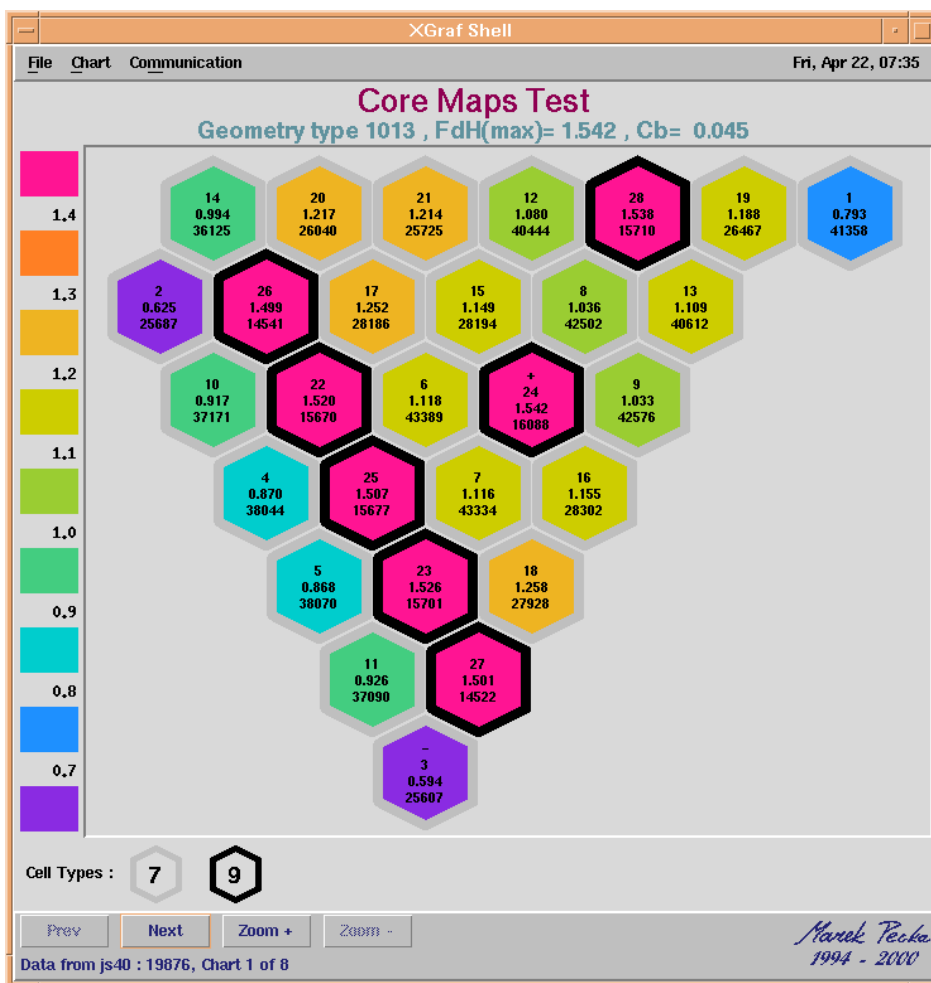 XGraf Shell
File Chart Communication Fri, Apr 22, 07:35
Core Maps Test
Geometry type 1013 , FdH(max)= 1.542 , Cb= 0.045
1.4
1.3
1.2
1.1
1.0
0.9
0.8
0.7
14 20 21 12 28 19 1
0.994 1.217 1.214 1.080 1.538 1.188 0.793
36125 26040 25725 40444 15710 26467 41358
2 26 17 15 8 13
0.625 1.499 1.252 1.149 1.036 1.109
25687 14541 28186 28194 42502 40612
+
10 22 6 24 9
0.917 1.520 1.118 1.542 1.033
37171 15670 43389 16088 42576
4 25 7 16
0.870 1.507 1.116 1.155
38044 15677 43334 28302
5 23 18
0.868 1.526 1.258
38070 15701 27928
11 27
0.926 1.501
37090 14522
-
3
0.594
25607
Cell Types : 7 9
Prev Next Zoom + Zoom -
Marek Pecka
1994 - 2000
Data from js40 : 19876, Chart 1 of 8